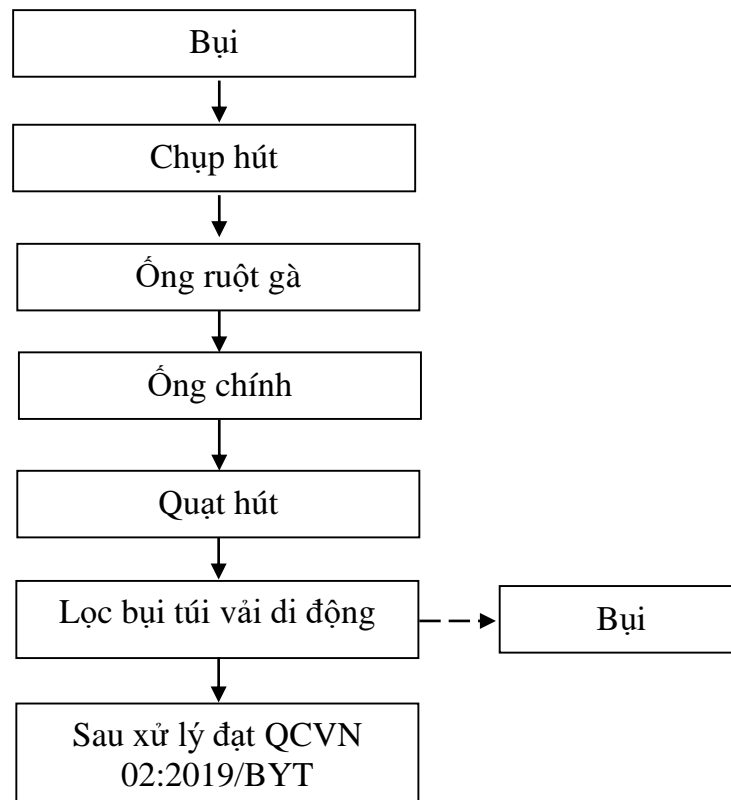 Bụi
Chụp hút
Ống ruột gà
Ống chính
Quạt hút
Lọc bụi túi vải di động
Bụi
Sau xử lý đạt QCVN
02:2019/BYT